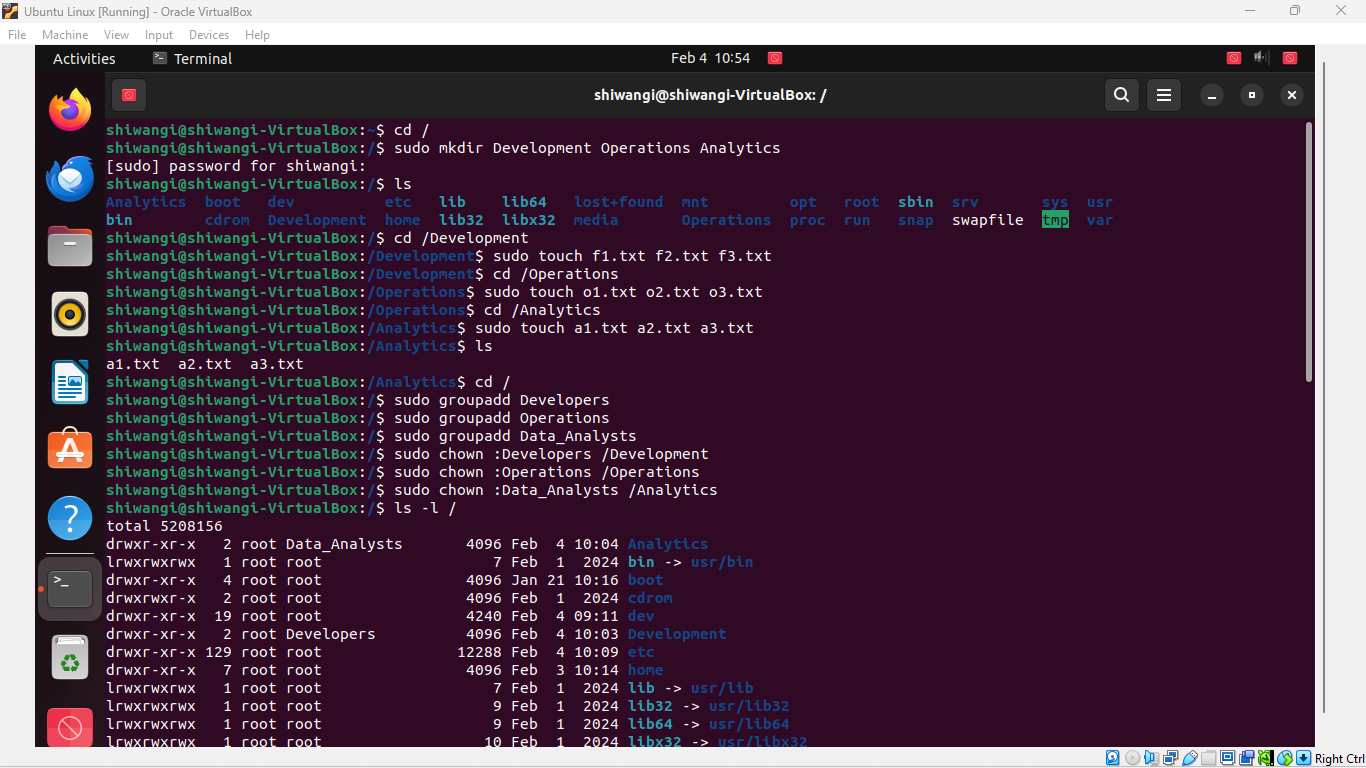 Ubuntu Linux [Running] - Oracle VirtualBox
File Machine View Input Devices Help
Activities Terminal Feb 4 10:54
shiwangi@shiwangi-VirtualBox: /
shiwangi@shiwangi-VirtualBox:~$ cd /
shiwangi@shiwangi-VirtualBox:/$ sudo mkdir Development Operations Analytics
[sudo] password for shiwangi:
shiwangi@shiwangi-VirtualBox:/$ ls
Analytics boot dev etc lib lib64 lost+found mnt opt root sbin srv sys usr
bin cdrom Development home lib32 libx32 media Operations proc run snap swapfile tmp var
shiwangi@shiwangi-VirtualBox:/$ cd /Development
shiwangi@shiwangi-VirtualBox:/Development$ sudo touch f1.txt f2.txt f3.txt
shiwangi@shiwangi-VirtualBox:/Development$ cd /Operations
shiwangi@shiwangi-VirtualBox:/Operations$ sudo touch o1.txt o2.txt o3.txt
shiwangi@shiwangi-VirtualBox:/Operations$ cd /Analytics
shiwangi@shiwangi-VirtualBox:/Analytics$ sudo touch a1.txt a2.txt a3.txt
shiwangi@shiwangi-VirtualBox:/Analytics$ ls
a1.txt a2.txt a3.txt
shiwangi@shiwangi-VirtualBox:/Analytics$ cd /
shiwangi@shiwangi-VirtualBox:/$ sudo groupadd Developers
shiwangi@shiwangi-VirtualBox:/$ sudo groupadd Operations
shiwangi@shiwangi-VirtualBox:/$ sudo groupadd Data_Analysts
shiwangi@shiwangi-VirtualBox:/$ sudo chown :Developers /Development
shiwangi@shiwangi-VirtualBox:/$ sudo chown :Operations /Operations
shiwangi@shiwangi-VirtualBox:/$ sudo chown :Data_Analysts /Analytics
shiwangi@shiwangi-VirtualBox:/$ ls -l /
total 5208156
drwxr-xr-x 2 root Data_Analysts 4096 Feb 4 10:04 Analytics
lrwxrwxrwx 1 root root 7 Feb 1 2024 bin -> usr/bin
drwxr-xr-x 4 root root 4096 Jan 21 10:16 boot
drwxr-xr-x 2 root root 4096 Feb 1 2024 cdrom
drwxr-xr-x 19 root root 4240 Feb 4 09:11 dev
drwxr-xr-x 2 root Developers 4096 Feb 4 10:03 Development
drwxr-xr-x 129 root root 12288 Feb 4 10:09 etc
drwxr-xr-x 7 root root 4096 Feb 3 10:14 home
lrwxrwxrwx 1 root root 7 Feb 1 2024 lib -> usr/lib
lrwxrwxrwx 1 root root 9 Feb 1 2024 lib32 -> usr/lib32
lrwxrwxrwx 1 root root 9 Feb 1 2024 lib64 -> usr/lib64
lrwxrwxrwx 1 root root 10 Feb 1 2024 libx32 -> usr/libx32
Right Ctrl